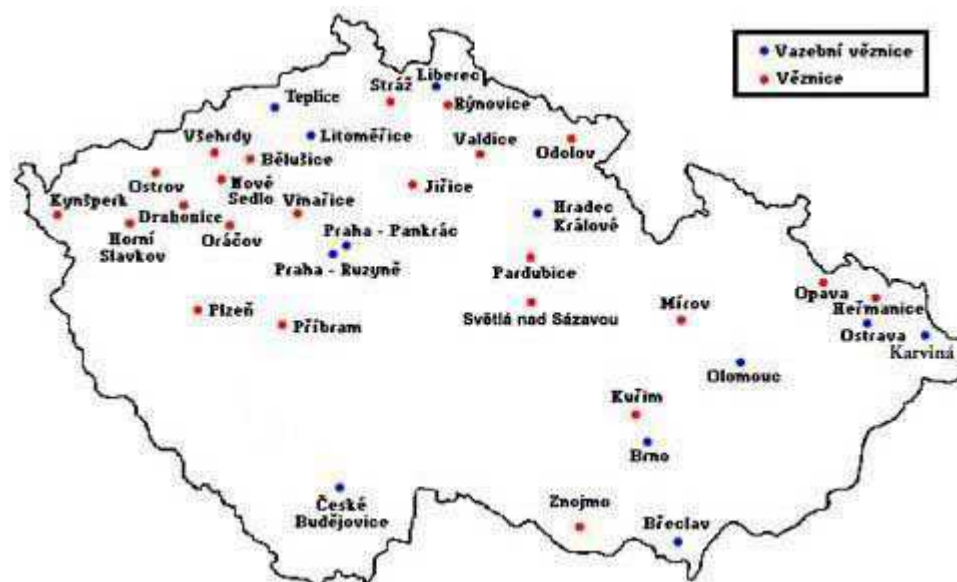 Vazební věznice
Věznice
Liberec
Stráž
Teplice
Rýnovice
Litoměřice
Všehrdy
Valdice
Odolov
Bělušice
Ostrov
Nové
Sedlo
Jiřice
Kynšperk
Drahonice
Vinařice
Hradec
Králové
Horní
Slavkov
Oráčov
Praha - Pankrác
Praha - Ruzyně
Pardubice
Opava
Heřmanice
Plzeň
Mírov
Světlá nad Sázavou
Příbram
Ostrava
Karviná
Olomouc
Kuřim
Brno
České
Budějovice
Znojmo
Břeclav